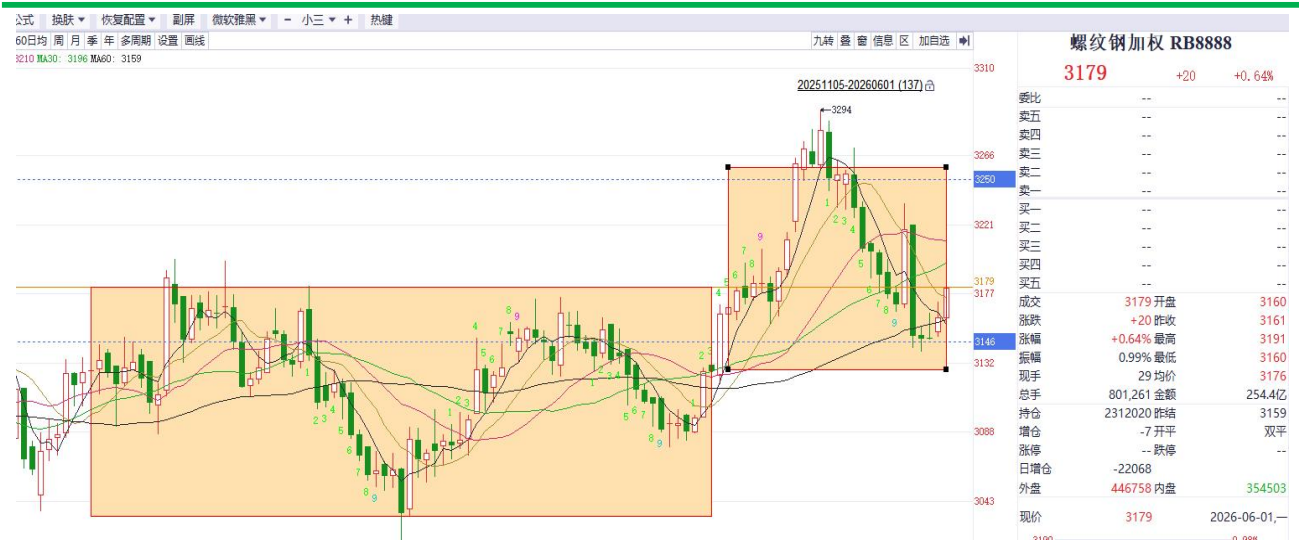 公式 换肤▼ 恢复配置▼ 副屏 微软雅黑▼ - 小三▼ + 热键
60日均 周 月 季 年 多周期 设置 画线 九转 叠 窗 信息 区 加自选
3210 MA30: 3196 MA60: 3159
螺纹钢加权 RB8888
3179 +20 +0.64%
20251105-20260601 (137)
←3294
3310
3266
3250
3221
3179
3177
3146
3132
3088
3043
委比 -- --
卖五 -- --
卖四 -- --
卖三 -- --
卖二 -- --
卖一 -- --
买一 -- --
买二 -- --
买三 -- --
买四 -- --
买五 -- --
成交 3179 开盘 3160
涨跌 +20 昨收 3161
涨幅 +0.64% 最高 3191
振幅 0.99% 最低 3160
现手 29 均价 3176
总手 801,261 金额 254.4亿
持仓 2312020 昨结 3159
增仓 -7 开平 双平
涨停 -- 跌停 --
日增仓 -22068
外盘 446758 内盘 354503
现价 3179 2026-06-01,一